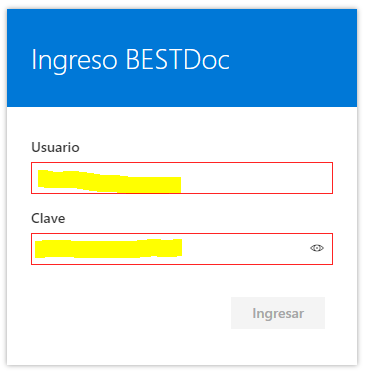 Ingreso BESTDoc
Usuario
Clave
Ingresar